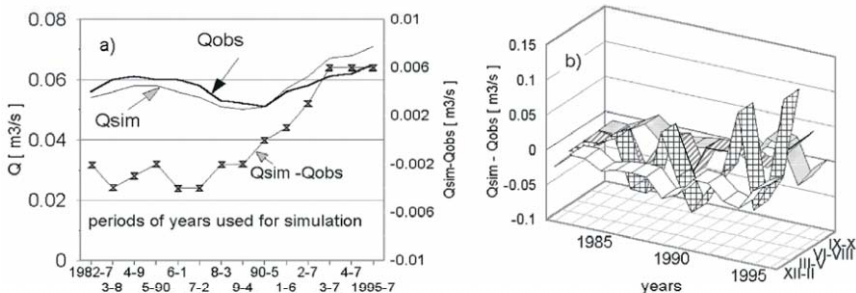 a)
Qobs
Qsim
Qsim -Qobs
periods of years used for simulation
Q [ m3/s ]
0.08
0.06
0.04
0.02
0
0.01
0.006
0.002
-0.002
-0.006
-0.01
Qsim-Qobs [ m3/s ]
1982-7 4-9 6-1 8-3 90-5 2-7 4-7
3-8 5-90 7-2 9-4 1-6 3-7 1995-7
b)
Qsim - Qobs [ m3/s ]
0.15
0.1
0.05
0
-0.05
-0.1
1985
1990
1995
years
IX-X
VI-VIII
III-V
XII-II